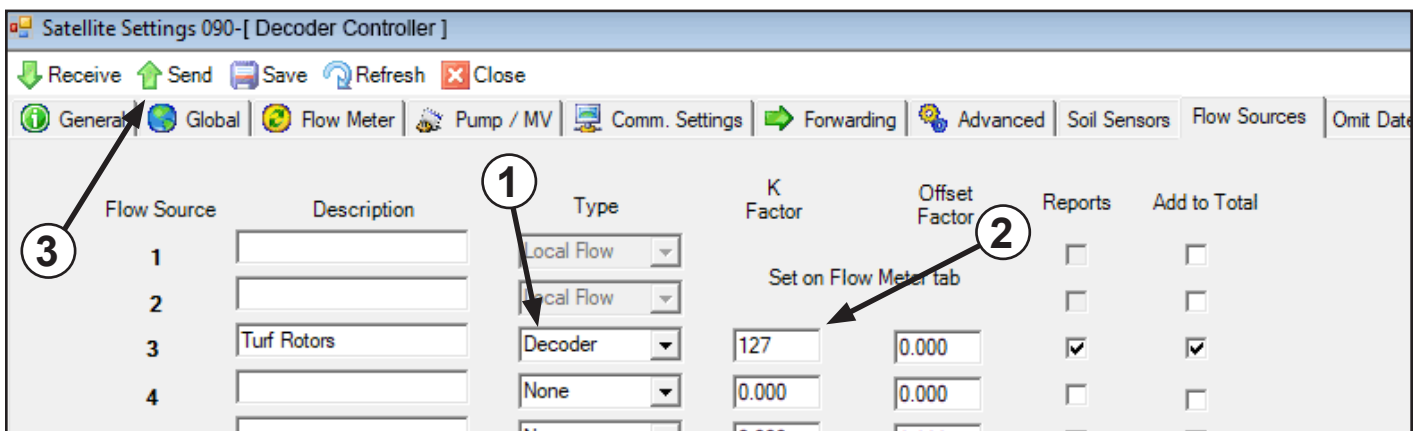 Satellite Settings 090-[ Decoder Controller ]
Receive Send Save Refresh Close
General Global Flow Meter Pump / MV Comm. Settings Forwarding Advanced Soil Sensors Flow Sources Omit Date
Flow Source Description Type K Factor Offset Factor Reports Add to Total
1
2
3
1 Local Flow
Set on Flow Meter tab
2 Local Flow
3 Turf Rotors Decoder 127 0.000
4 None 0.000 0.000